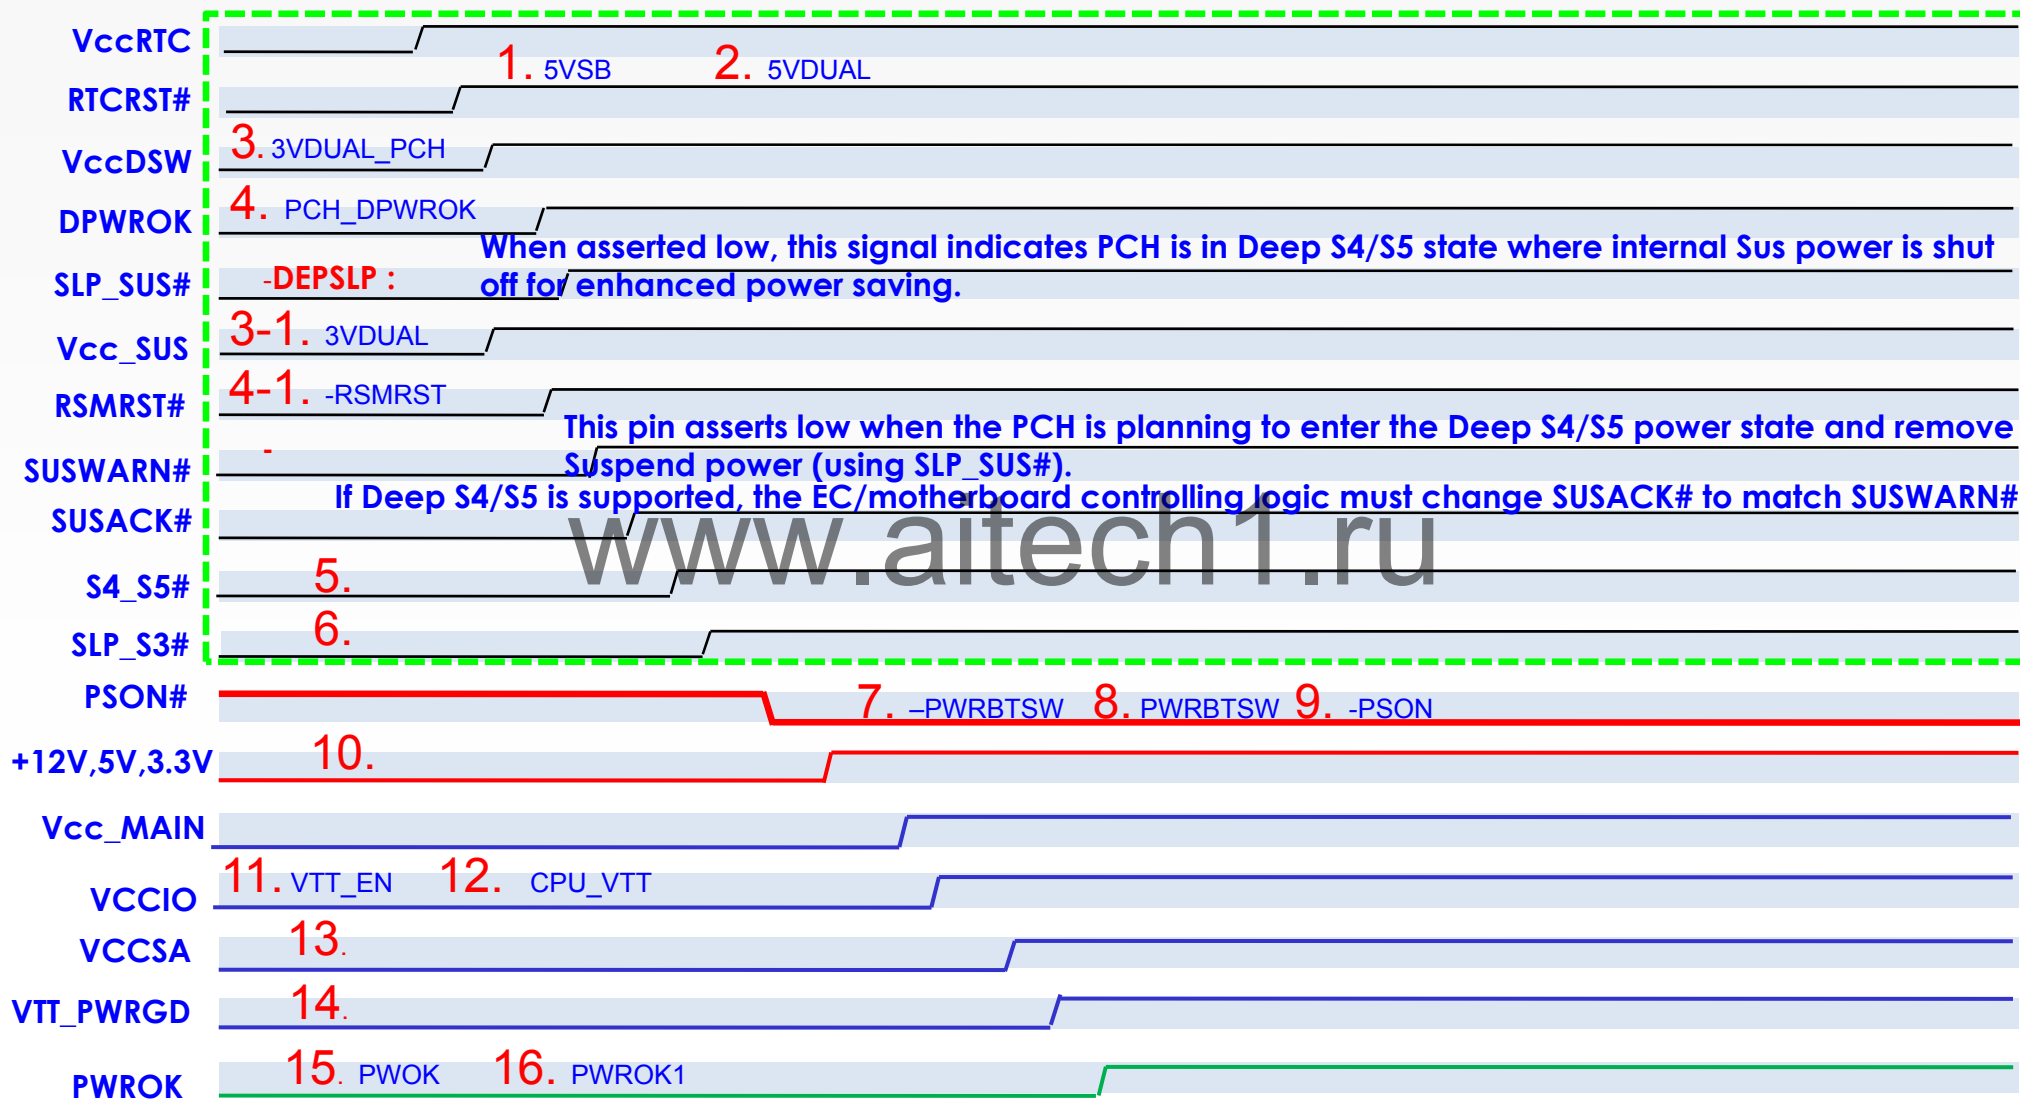 VccRTC
1. 5VSB 2. 5VDUAL
RTCRST#
3. 3VDUAL_PCH
VccDSW
4. PCH_DPWROK
DPWROK
When asserted low, this signal indicates PCH is in Deep S4/S5 state where internal Sus power is shut
SLP_SUS# -DEPSLP : off for enhanced power saving.
3-1. 3VDUAL
Vcc_SUS
4-1. -RSMRST
RSMRST#
This pin asserts low when the PCH is planning to enter the Deep S4/S5 power state and remove
-
SUSWARN# Suspend power (using SLP_SUS#).
If Deep S4/S5 is supported, the EC/motherboard controlling logic must change SUSACK# to match SUSWARN#
SUSACK#
www.aitech1.ru
S4_S5# 5.
SLP_S3# 6.
PSON# 7. –PWRBTSW 8. PWRBTSW 9. -PSON
+12V,5V,3.3V 10.
Vcc_MAIN
11. VTT_EN 12. CPU_VTT
VCCIO
VCCSA 13.
VTT_PWRGD 14.
PWROK 15. PWOK 16. PWROK1